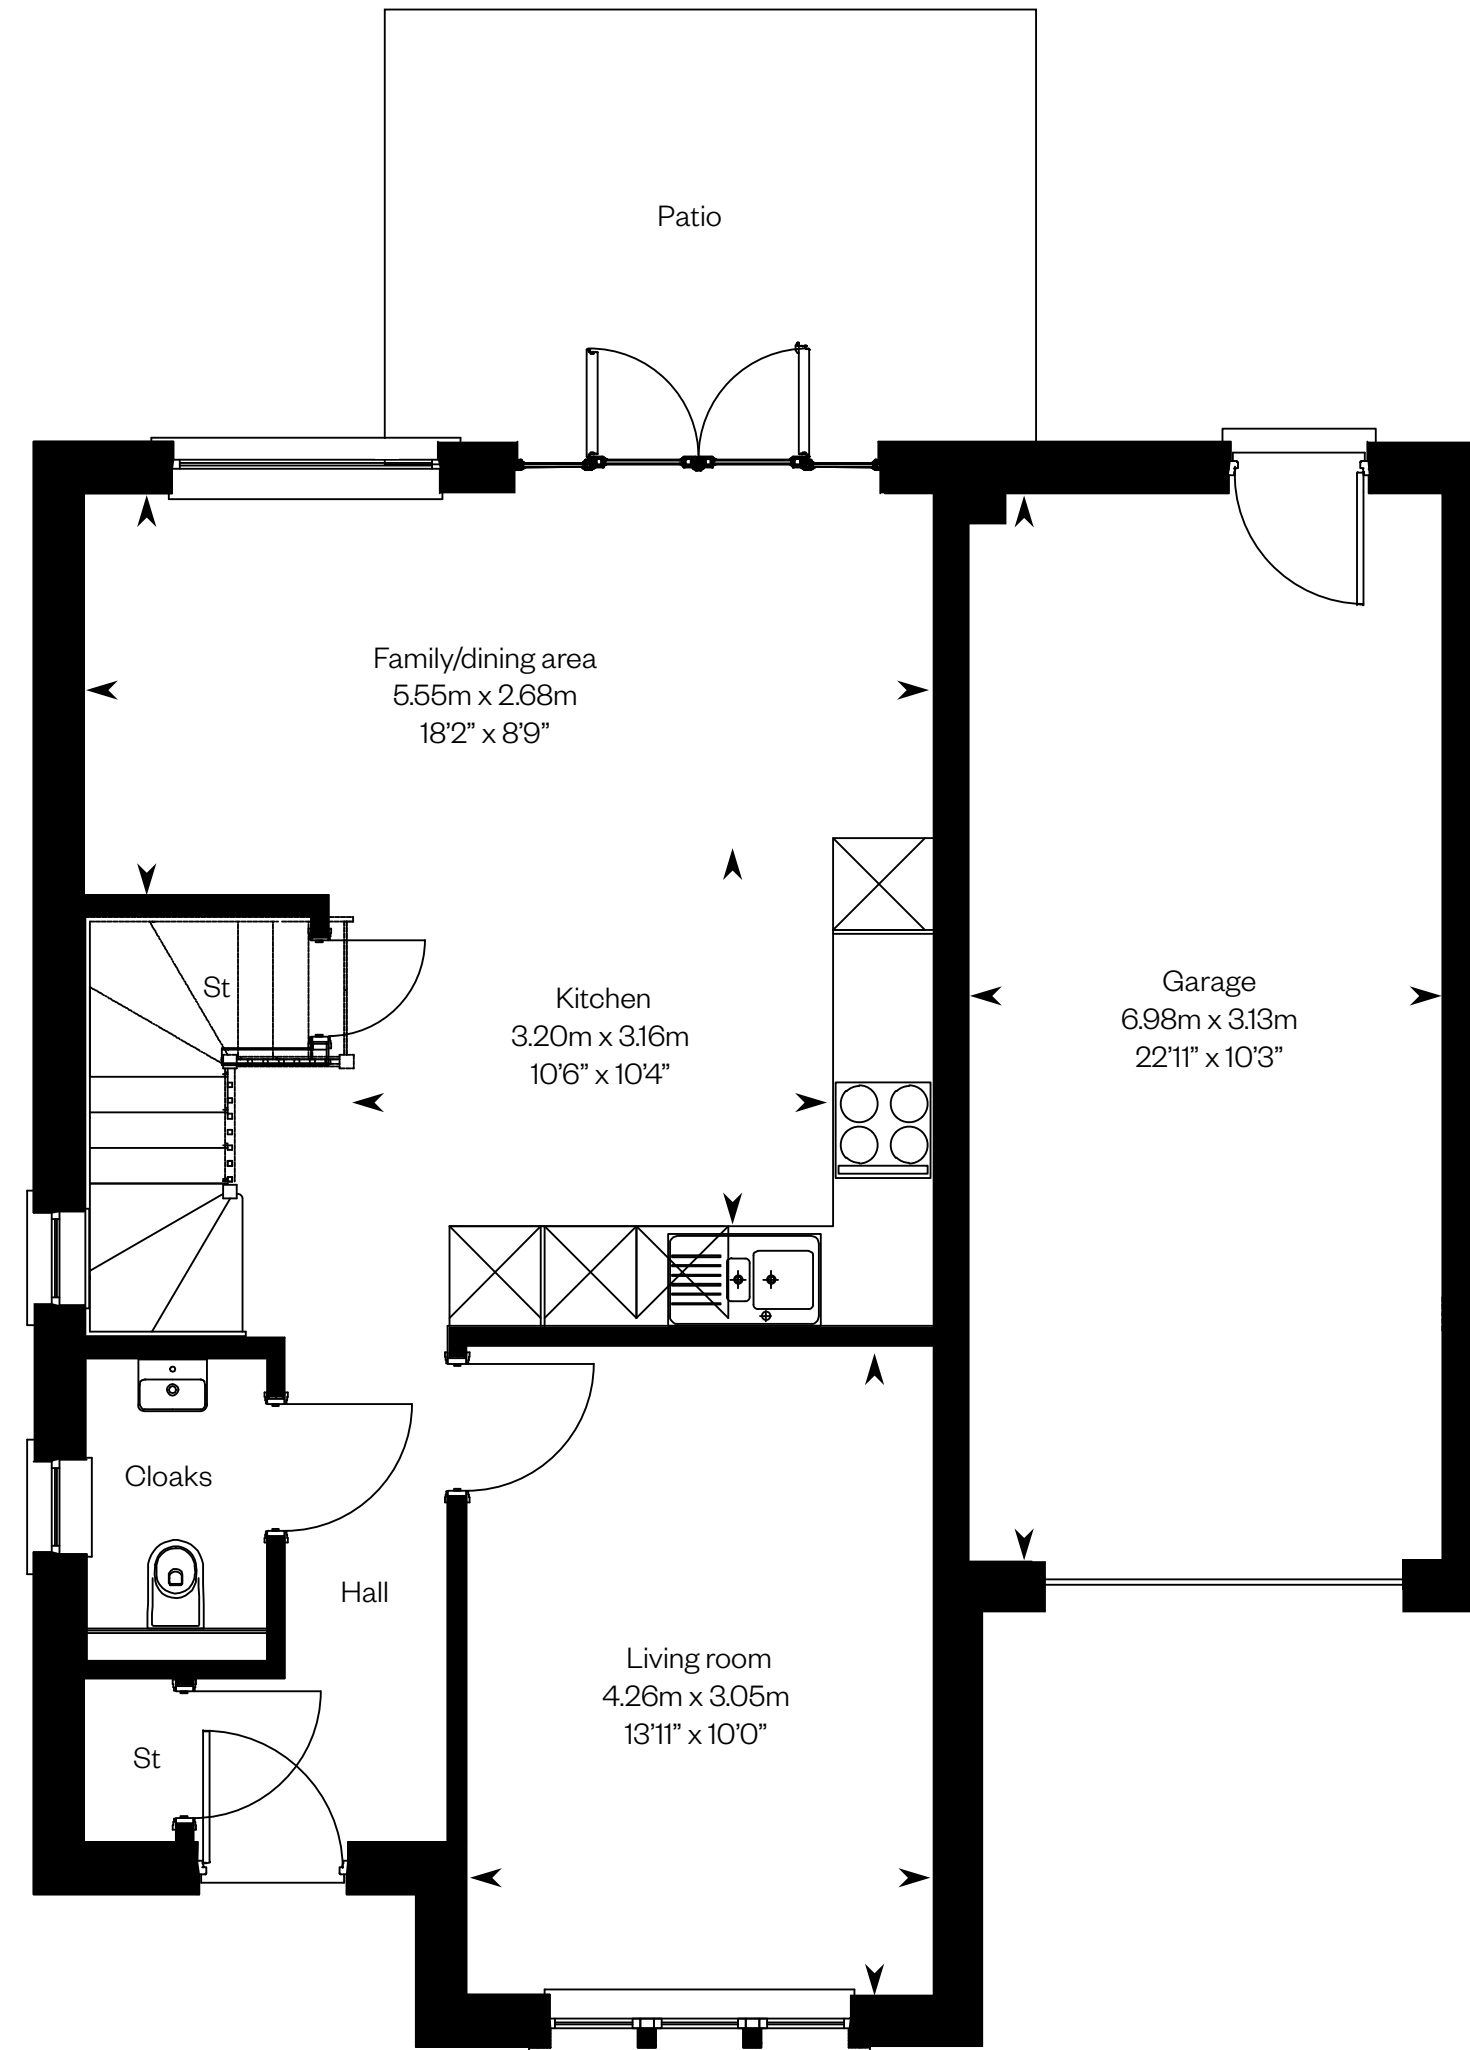 Patio
Family/dining area
5.55m x 2.68m
18’2” x 8’9”
St
Kitchen
3.20m x 3.16m
10’6” x 10’4”
Garage
6.98m x 3.13m
22’11” x 10’3”
Cloaks
Hall
Living room
4.26m x 3.05m
13’11” x 10’0”
St